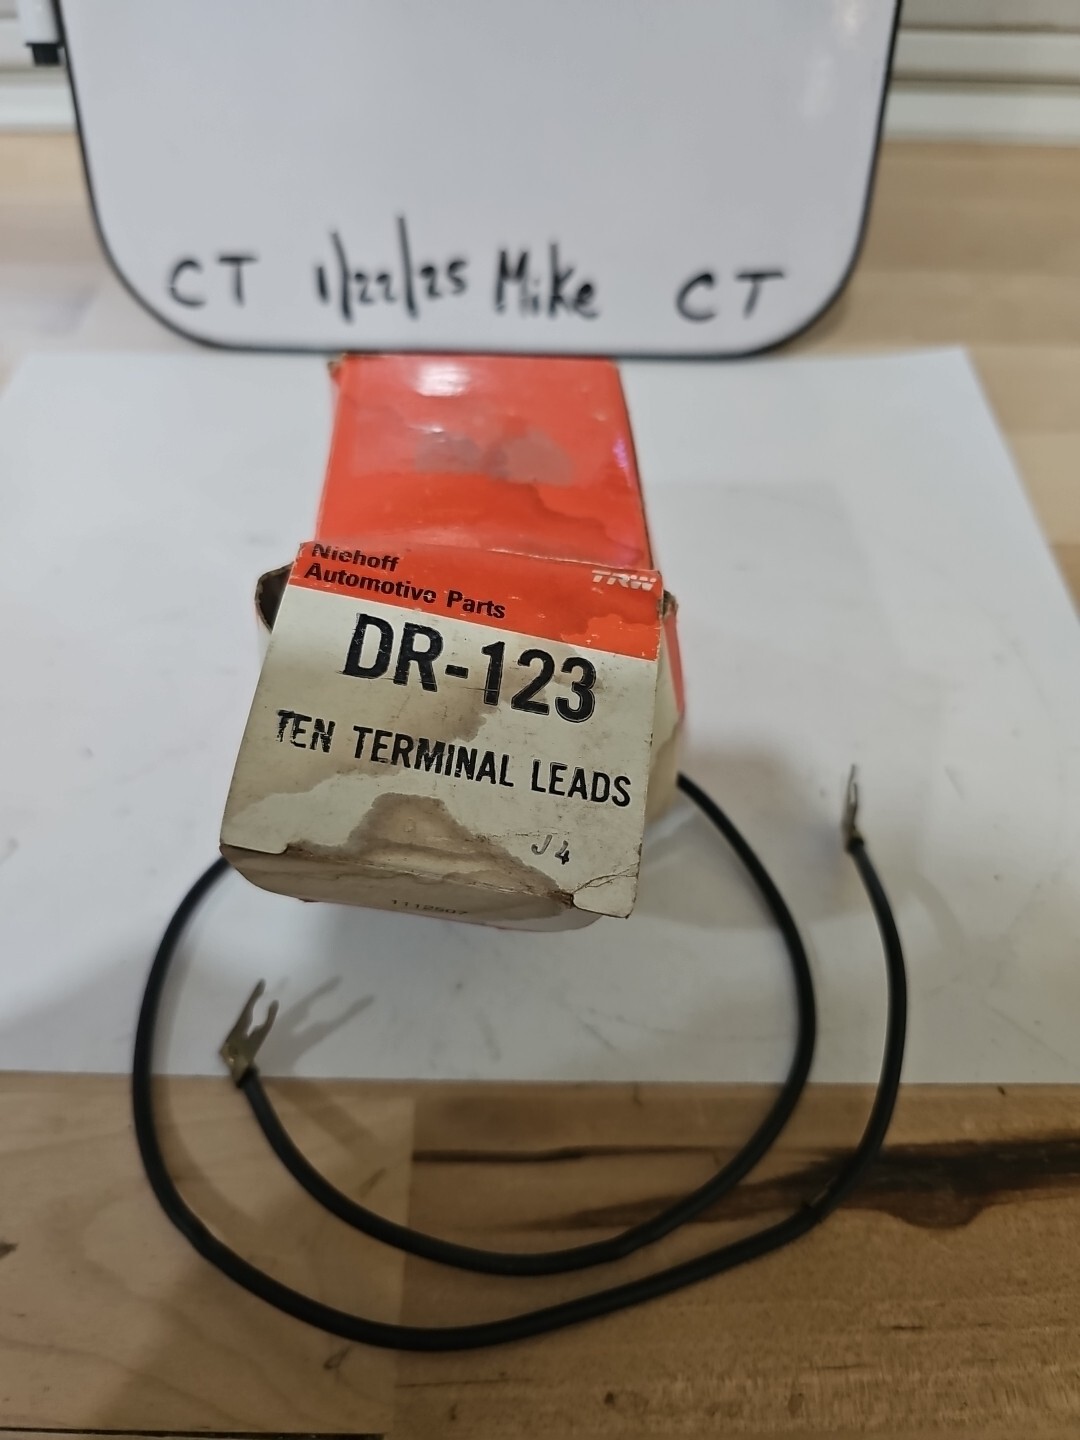 CT 1/22/25 Mike CT
Niehoff
Automotive Parts
TRW
DR-123
TEN TERMINAL LEADS
J4